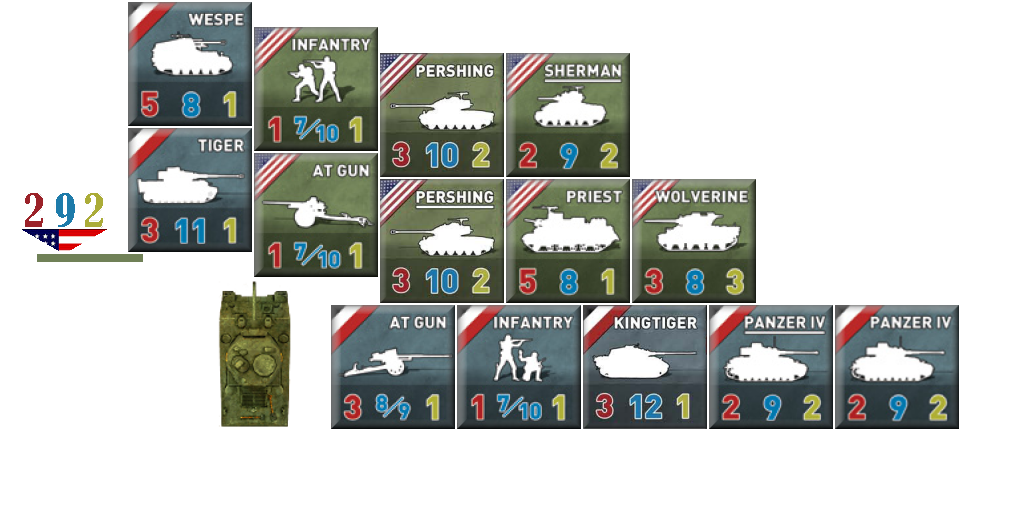 WESPE
5 8 1
INFANTRY
1 7/10 1
PERSHING
3 10 2
SHERMAN
2 9 2
TIGER
3 11 1
AT GUN
1 7/10 1
PERSHING
3 10 2
PRIEST
5 8 1
WOLVERINE
3 8 3
2 9 2
AT GUN
3 8/9 1
INFANTRY
1 7/10 1
KINGTIGER
3 12 1
PANZER IV
2 9 2
PANZER IV
2 9 2